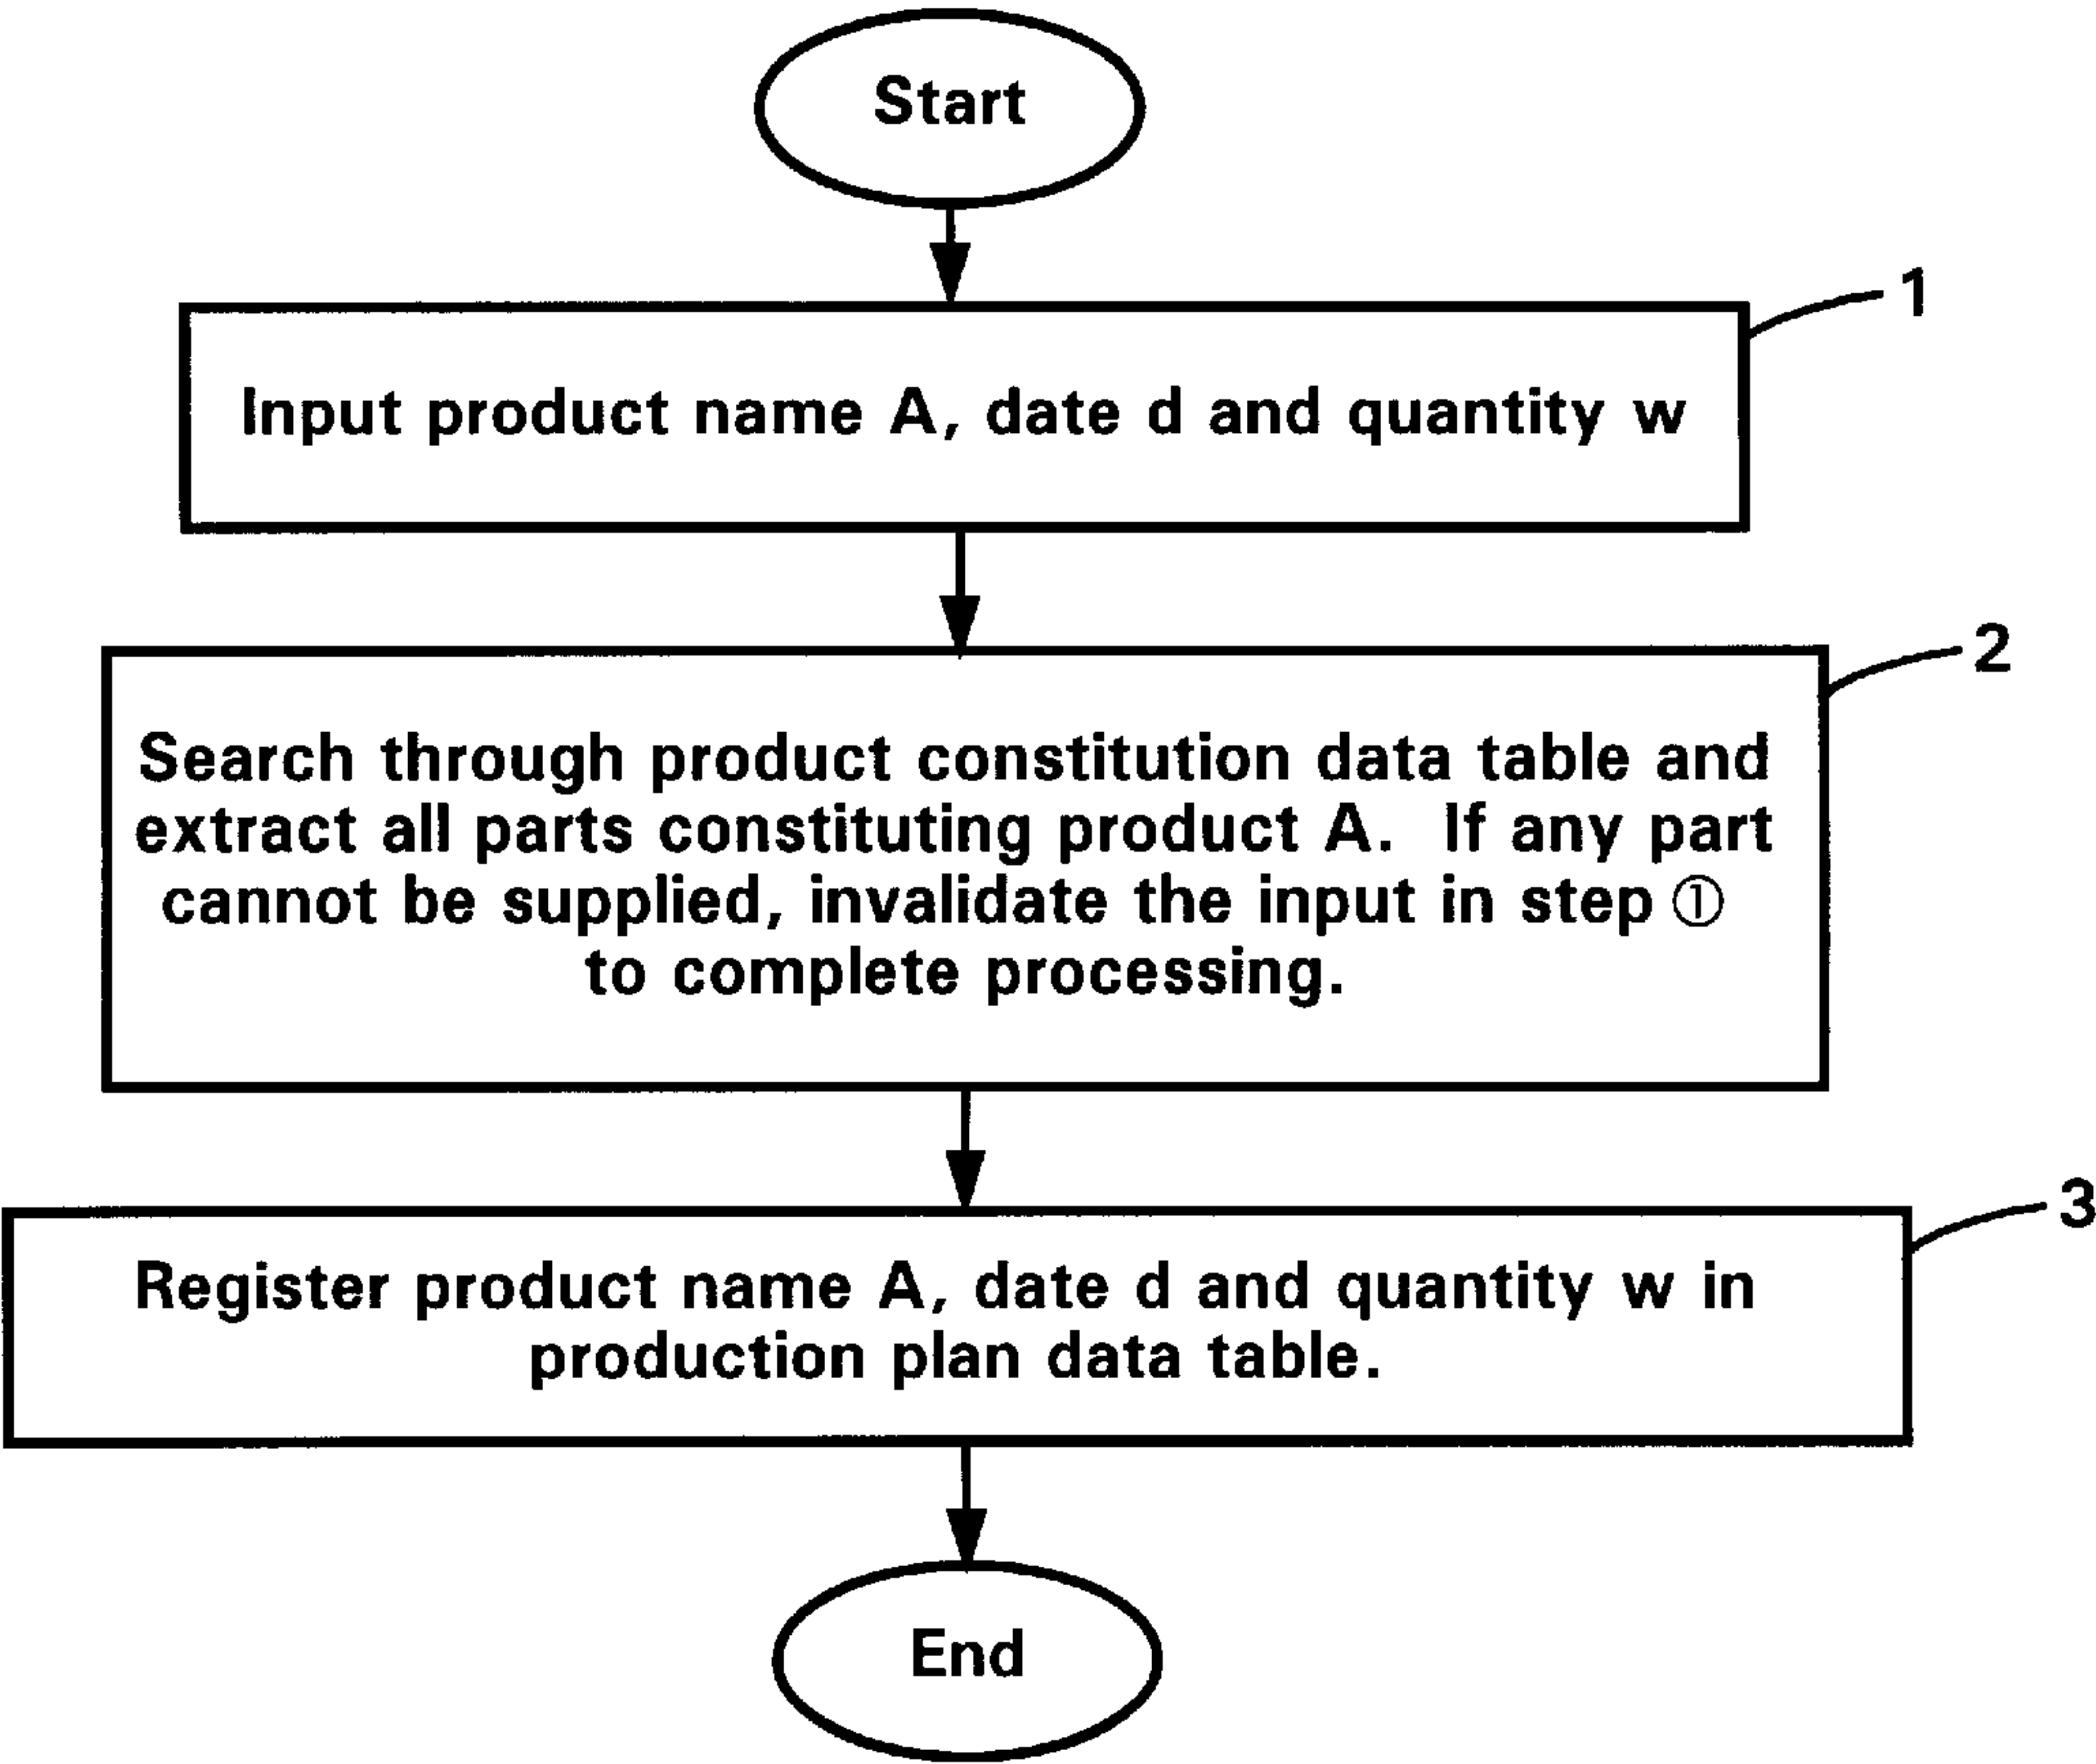 Start
1
Input product name A, date d and quantity w
2
Search through product constitution data table and
extract all parts constituting product A. If any part
cannot be supplied, invalidate the input in step ①
to complete processing.
3
Register product name A, date d and quantity w in
production plan data table.
End